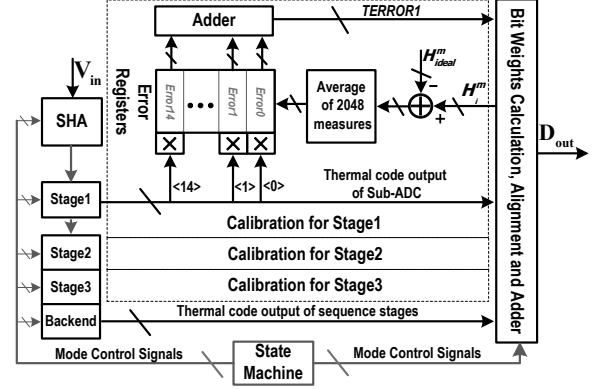 Adder
TERROR1
V_in
Error Registers
Error14
Error1
Error0
Average of 2048 measures
H^m_ideal
−
+
H^m_i
SHA
<14>
<1>
<0>
Thermal code output
of Sub-ADC
Stage1
Calibration for Stage1
Stage2
Calibration for Stage2
Stage3
Calibration for Stage3
Backend
Thermal code output of sequence stages
Mode Control Signals
State
Machine
Mode Control Signals
Bit Weights Calculation, Alignment and Adder
D_out